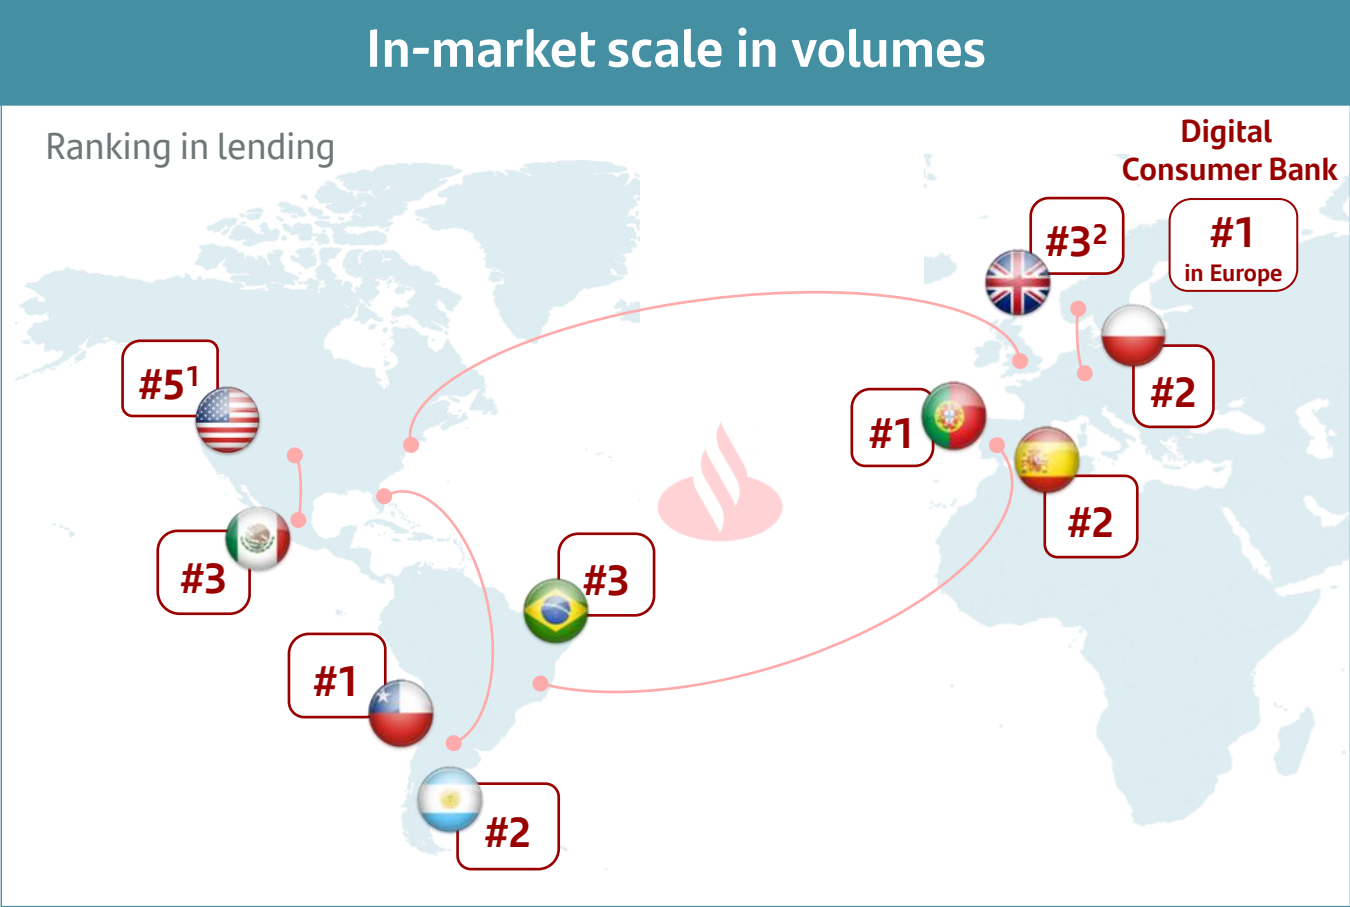 In-market scale in volumes
Ranking in lending
Digital
Consumer Bank
#1
in Europe
#3²
#2
#5¹
#1
#2
#3
#3
#1
#2